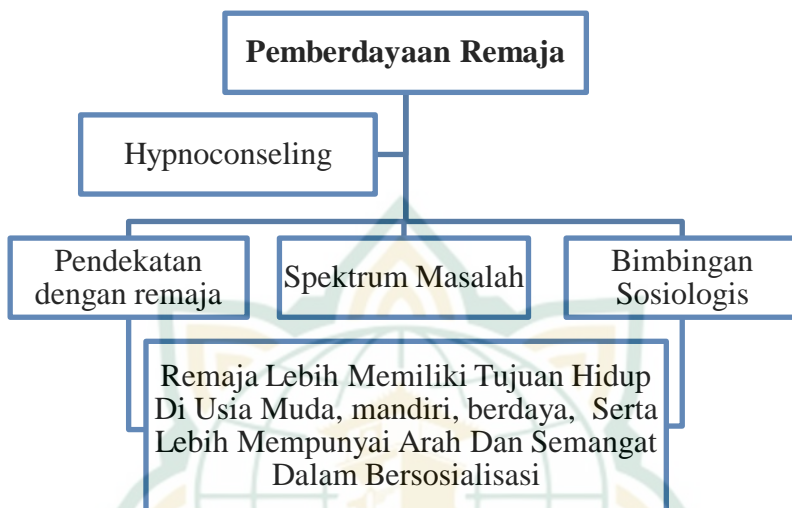 Pemberdayaan Remaja
Hypnoconseling
Pendekatan
dengan remaja
Spektrum Masalah
Bimbingan
Sosiologis
Remaja Lebih Memiliki Tujuan Hidup
Di Usia Muda, mandiri, berdaya, Serta
Lebih Mempunyai Arah Dan Semangat
Dalam Bersosialisasi